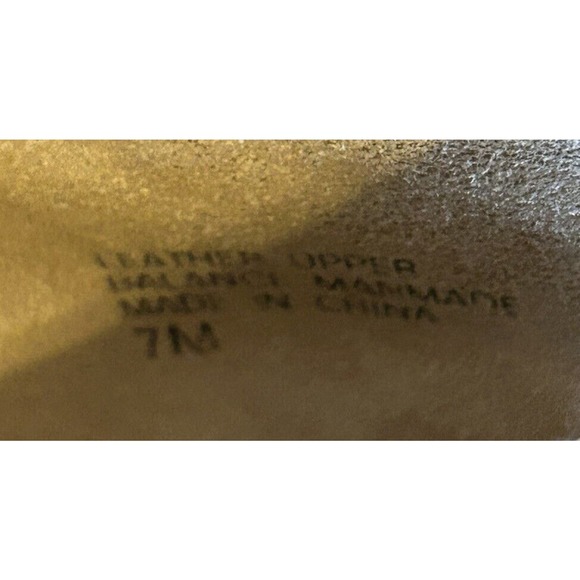 LEATHER UPPER
BALANCE MANMADE
MADE IN CHINA
7M